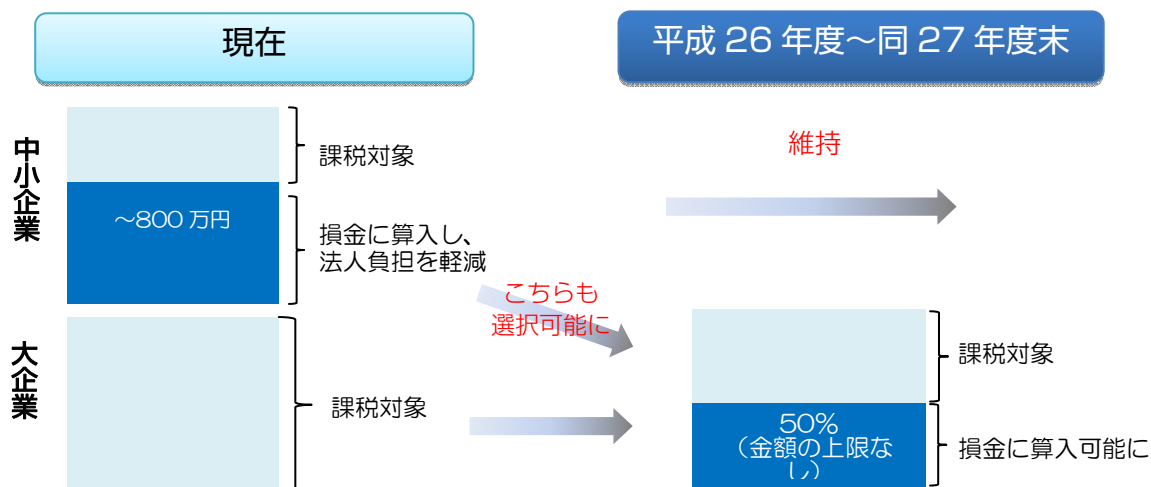 現在
平成 26 年度～同 27 年度末
中小企業
課税対象
～800 万円
損金に算入し、
法人負担を軽減
維持
こちらも
選択可能に
大企業
課税対象
課税対象
50%
（金額の上限な
し）
損金に算入可能に